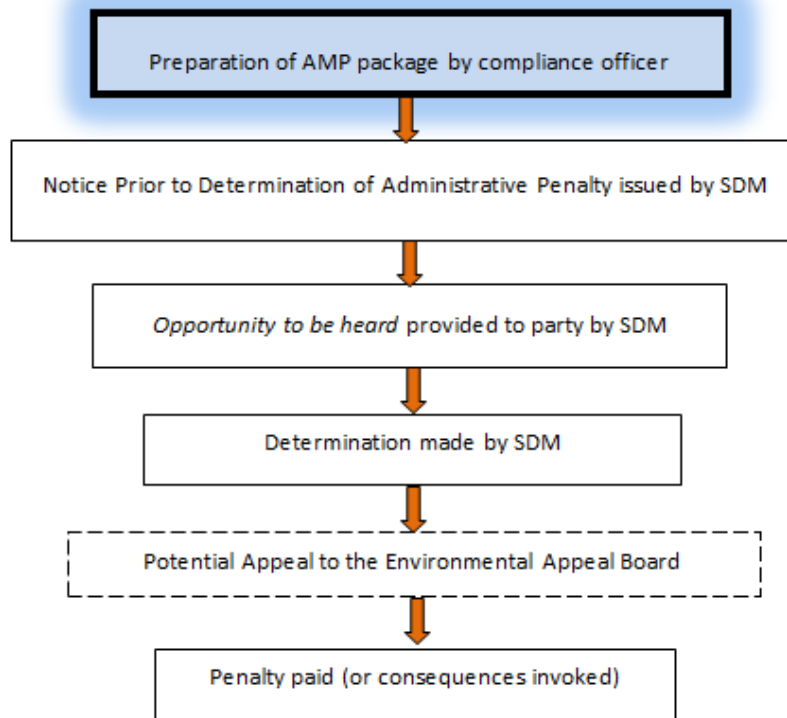 Preparation of AMP package by compliance officer
Notice Prior to Determination of Administrative Penalty issued by SDM
Opportunity to be heard provided to party by SDM
Determination made by SDM
Potential Appeal to the Environmental Appeal Board
Penalty paid (or consequences invoked)